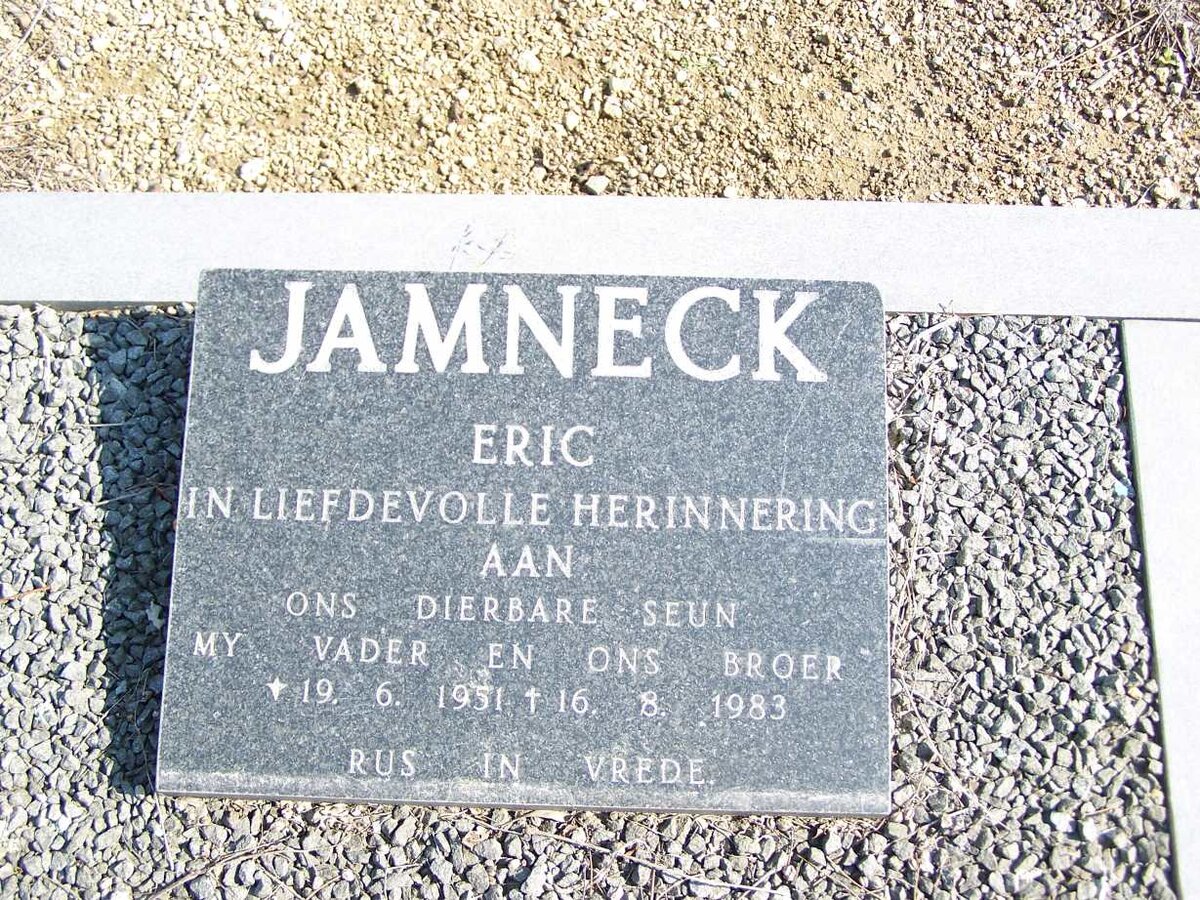 JAMNECK
ERIC
IN LIEFDEVOLLE HERINNERING
AAN
ONS DIERBARE SEUN
MY VADER EN ONS BROER
✦ 19. 6. 1951 † 16. 8. 1983
RUS IN VREDE.